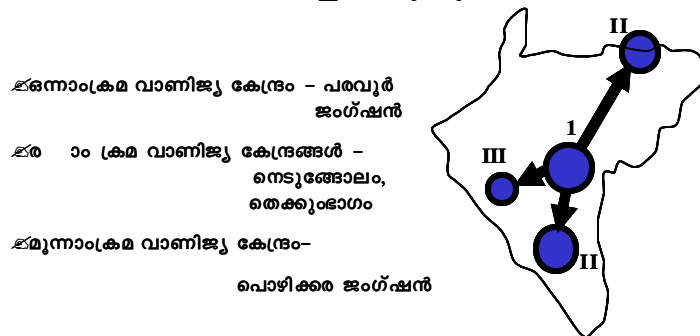 ഒന്നാംക്രമ വാണിജ്യ കേന്ദ്രം - പരവൂർ
ജംഗ്ഷൻ
ര ാം ക്രമ വാണിജ്യ കേന്ദ്രങ്ങൾ -
നെടുങ്ങോലം,
തെക്കുംഭാഗം
മൂന്നാംക്രമ വാണിജ്യ കേന്ദ്രം-
പൊഴിക്കര ജംഗ്ഷൻ
II
1
III
II